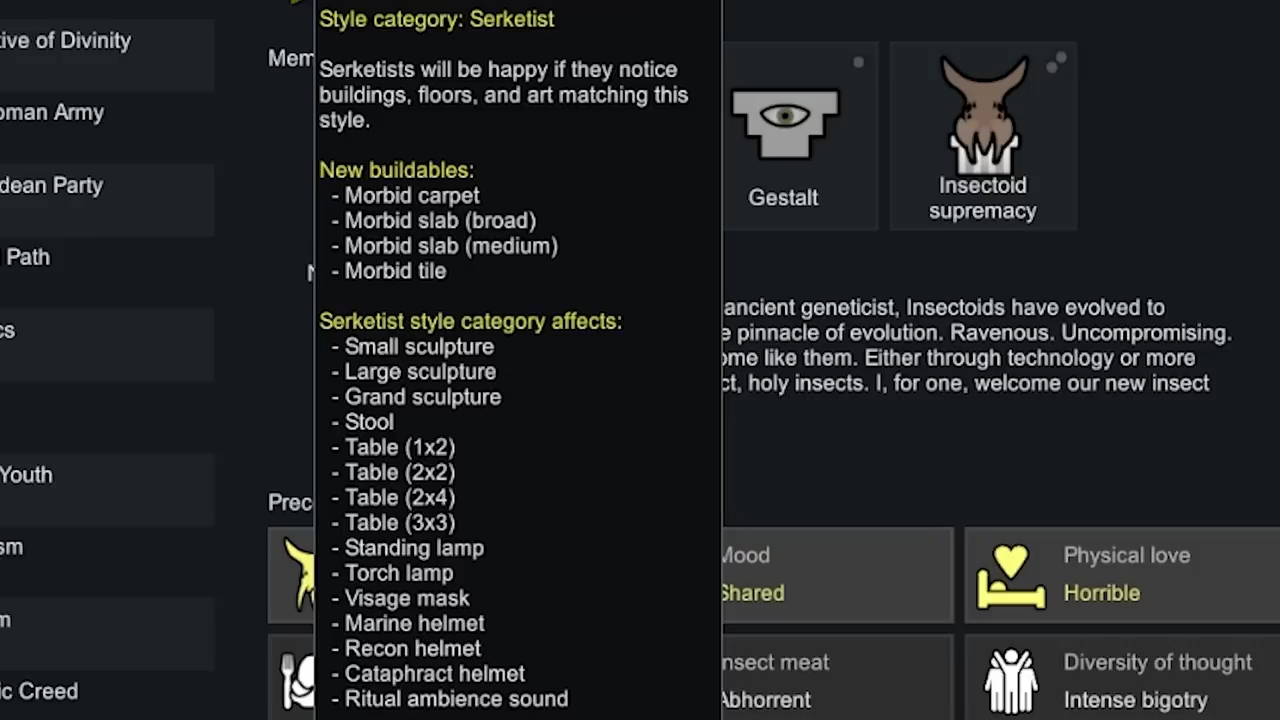 tive of Divinity
oman Army
dean Party
Path
cs
Youth
sm
m
ic Creed
Mem
N
Prec
Style category: Serketist
Serketists will be happy if they notice
buildings, floors, and art matching this
style.
New buildables:
- Morbid carpet
- Morbid slab (broad)
- Morbid slab (medium)
- Morbid tile
Serketist style category affects:
- Small sculpture
- Large sculpture
- Grand sculpture
- Stool
- Table (1x2)
- Table (2x2)
- Table (2x4)
- Table (3x3)
- Standing lamp
- Torch lamp
- Visage mask
- Marine helmet
- Recon helmet
- Cataphract helmet
- Ritual ambience sound
Gestalt
Insectoid
supremacy
ancient geneticist, Insectoids have evolved to
e pinnacle of evolution. Ravenous. Uncompromising.
ome like them. Either through technology or more
ct, holy insects. I, for one, welcome our new insect
Mood
Shared
Physical love
Horrible
nsect meat
Abhorrent
Diversity of thought
Intense bigotry